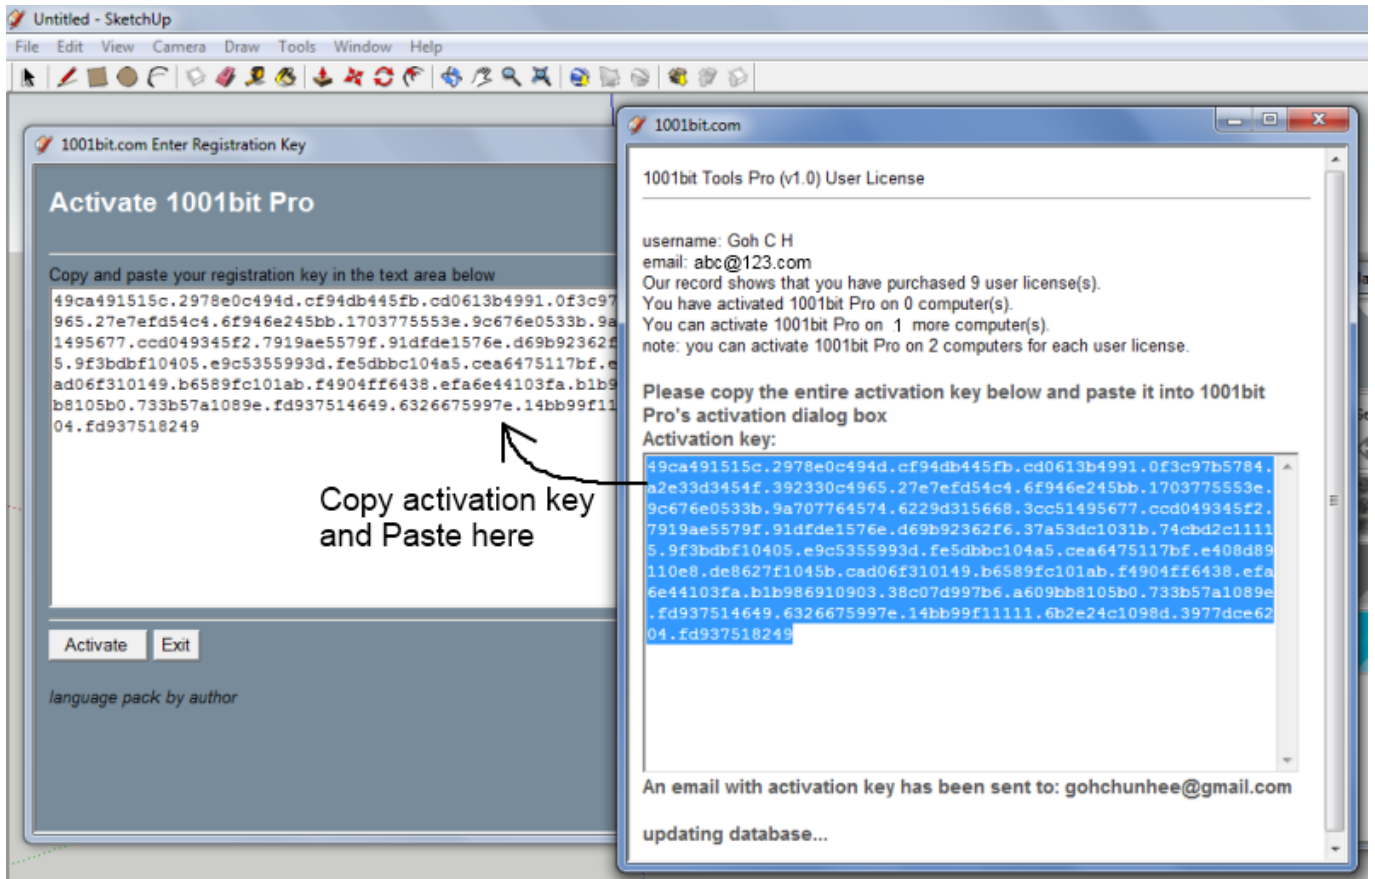 Untitled - SketchUp
File Edit View Camera Draw Tools Window Help
1001bit.com Enter Registration Key
Activate 1001bit Pro
Copy and paste your registration key in the text area below
49ca491515c.2978e0c494d.cf94db445fb.cd0613b4991.0f3c97
965.27e7efd54c4.6f946e245bb.1703775553e.9c676e0533b.9a
1495677.ccd049345f2.7919ae5579f.91dfde1576e.d69b92362f
5.9f3bdbf10405.e9c5355993d.fe5dbbc104a5.cea6475117bf.e
ad06f310149.b6589fc101ab.f4904ff6438.efa6e44103fa.b1b9
b8105b0.733b57a1089e.fd937514649.6326675997e.14bb99f11
04.fd937518249
Copy activation key
and Paste here
Activate Exit
language pack by author
1001bit.com
1001bit Tools Pro (v1.0) User License
username: Goh C H
email: abc@123.com
Our record shows that you have purchased 9 user license(s).
You have activated 1001bit Pro on 0 computer(s).
You can activate 1001bit Pro on 1 more computer(s).
note: you can activate 1001bit Pro on 2 computers for each user license.
Please copy the entire activation key below and paste it into 1001bit
Pro's activation dialog box
Activation key:
49ca491515c.2978e0c494d.cf94db445fb.cd0613b4991.0f3c97b5784.
a2e33d3454f.392330c4965.27e7efd54c4.6f946e245bb.1703775553e.
9c676e0533b.9a707764574.6229d315668.3cc51495677.ccd049345f2.
7919ae5579f.91dfde1576e.d69b92362f6.37a53dc1031b.74cbd2c1111
5.9f3bdbf10405.e9c5355993d.fe5dbbc104a5.cea6475117bf.e408d89
110e8.de8627f1045b.cad06f310149.b6589fc101ab.f4904ff6438.efa
6e44103fa.b1b986910903.38c07d997b6.a609bb8105b0.733b57a1089e
.fd937514649.6326675997e.14bb99f11111.6b2e24c1098d.3977dce62
04.fd937518249
An email with activation key has been sent to: gohchunhee@gmail.com
updating database...